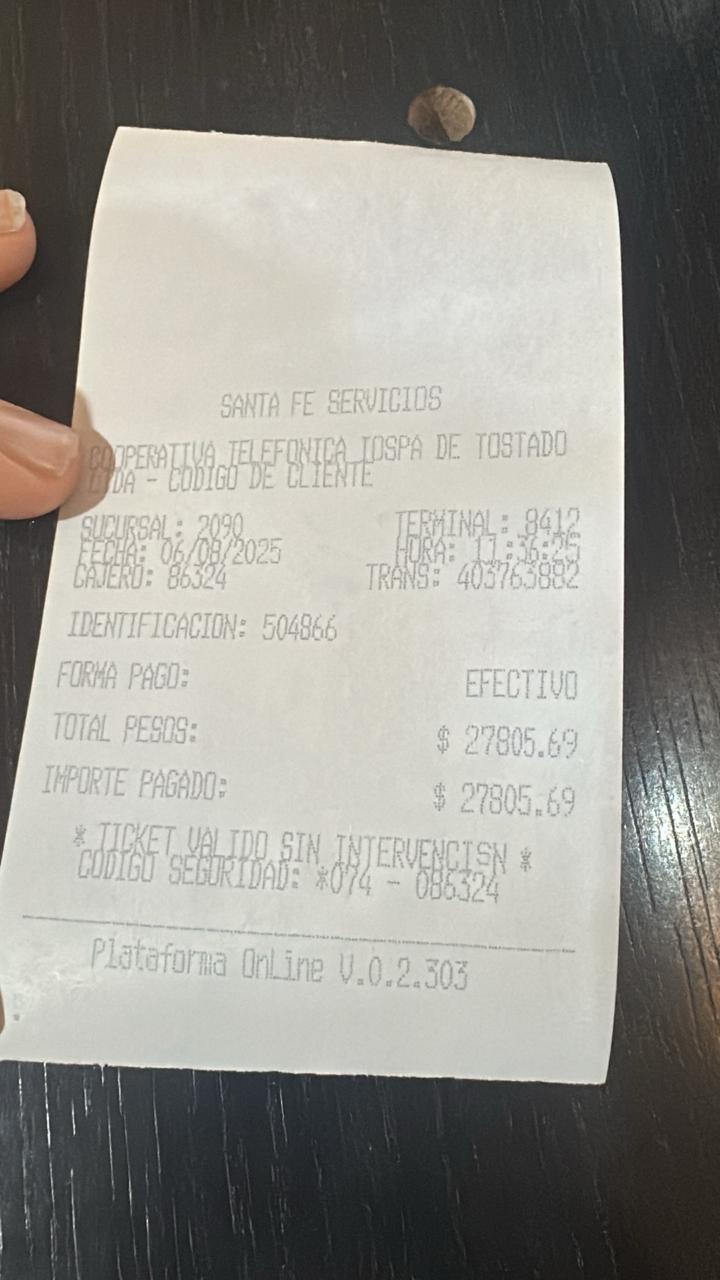 SANTA FE SERVICIOS
COOPERATIVA TELEFONICA IOSPA DE TOSTADO
LTDA - CODIGO DE CLIENTE
SUCURSAL: 2090 TERMINAL: 8412
FECHA: 06/08/2025 HORA: 11:36:25
CAJERO: 86324 TRANS: 403763882
IDENTIFICACION: 504866
FORMA PAGO: EFECTIVO
TOTAL PESOS: $ 27805.69
IMPORTE PAGADO: $ 27805.69
* TICKET VALIDO SIN INTERVENCISN *
CODIGO SEGURIDAD: *074 - 086324
Plataforma OnLine V.0.2.303